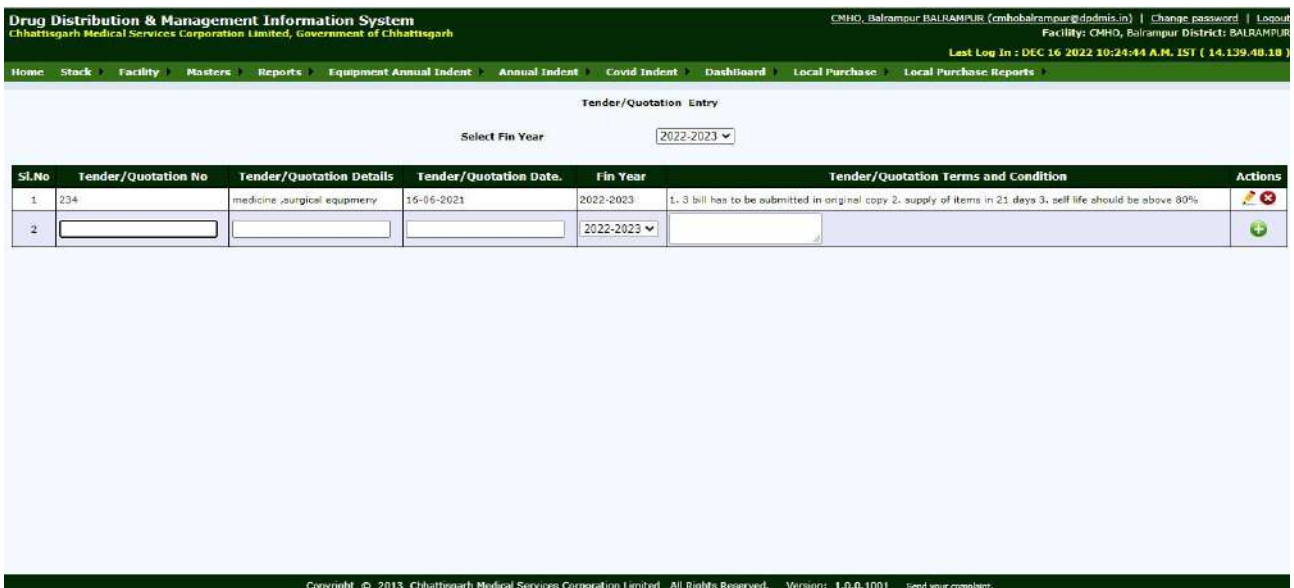 Drug Distribution & Management Information System
Chhattisgarh Medical Services Corporation Limited, Government of Chhattisgarh
CMHO, Balrampur BALRAMPUR (cmhobalrampur@dpdmis.in) | Change password | Logout
Facility: CMHO, Balrampur District: BALRAMPUR
Last Log In : DEC 16 2022 10:24:44 A.M. IST ( 14.139.48.18 )
Home Stock Facility Masters Reports Equipment Annual Indent Annual Indent Covid Indent DashBoard Local Purchase Local Purchase Reports
Tender/Quotation Entry
Select Fin Year 2022-2023
Sl.No Tender/Quotation No Tender/Quotation Details Tender/Quotation Date. Fin Year Tender/Quotation Terms and Condition Actions
1 234 medicine ,surgical equpmeny 16-06-2021 2022-2023 1. 3 bill has to be submitted in original copy 2. supply of items in 21 days 3. self life should be above 80%
2 2022-2023
Copyright © 2013 Chhattisgarh Medical Services Corporation Limited All Rights Reserved. Version: 1.0.0.1001 Send your complaint.